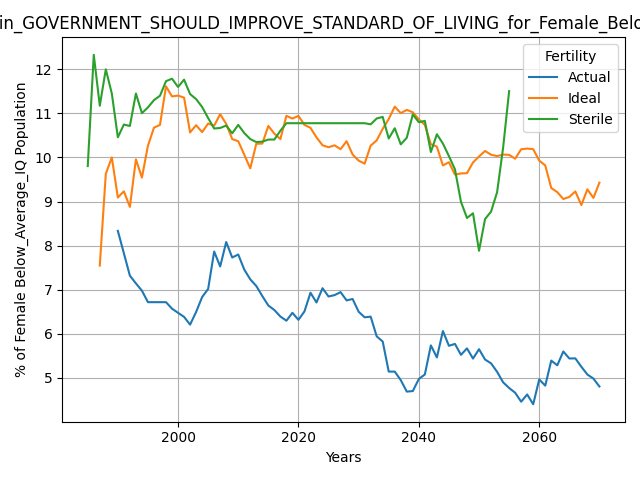 in_GOVERNMENT_SHOULD_IMPROVE_STANDARD_OF_LIVING_for_Female_Belo
% of Female Below_Average_IQ Population
12
11
10
9
8
7
6
5
Fertility
Actual
Ideal
Sterile
2000
2020
2040
2060
Years